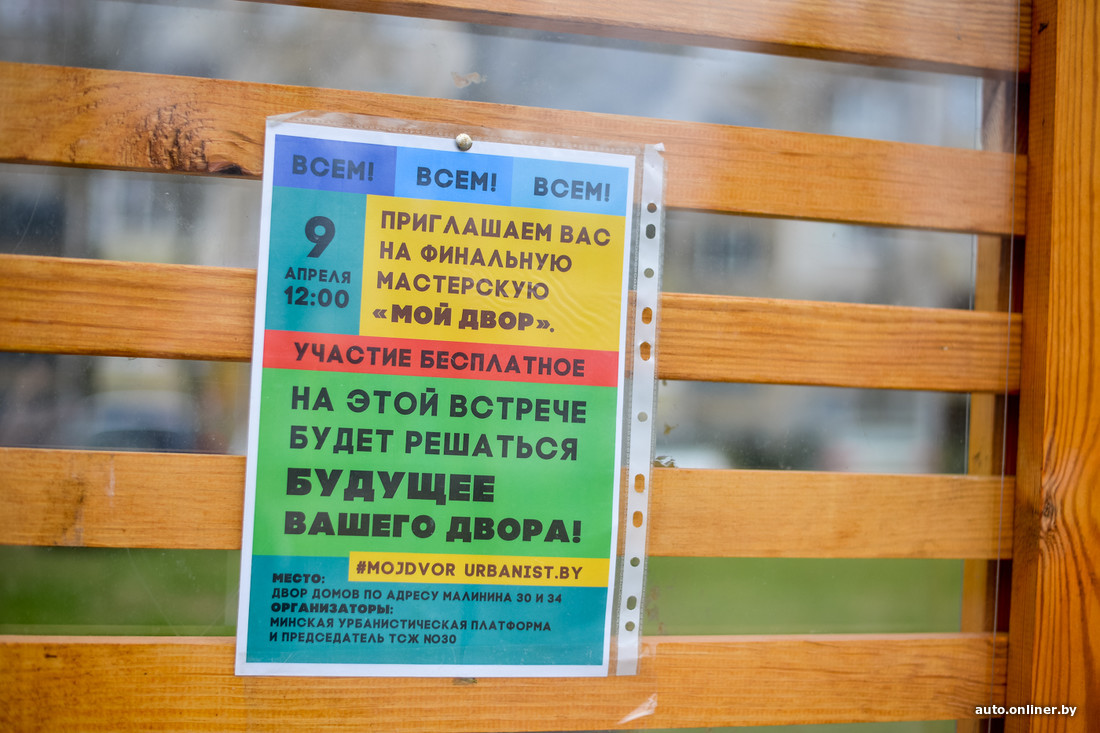 ВСЕМ! ВСЕМ! ВСЕМ!
9
АПРЕЛЯ
12:00
ПРИГЛАШАЕМ ВАС
НА ФИНАЛЬНУЮ
МАСТЕРСКУЮ
«МОЙ ДВОР».
УЧАСТИЕ БЕСПЛАТНОЕ
НА ЭТОЙ ВСТРЕЧЕ
БУДЕТ РЕШАТЬСЯ
БУДУЩЕЕ
ВАШЕГО ДВОРА!
#MOJDVOR URBANIST.BY
МЕСТО:
ДВОР ДОМОВ ПО АДРЕСУ МАЛИНИНА 30 И 34
ОРГАНИЗАТОРЫ:
МИНСКАЯ УРБАНИСТИЧЕСКАЯ ПЛАТФОРМА
И ПРЕДСЕДАТЕЛЬ ТСЖ NO30
auto.onliner.by